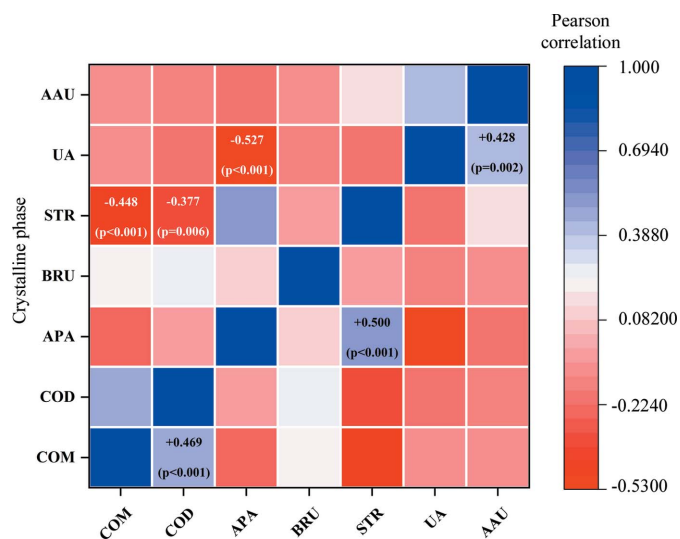 Pearson
correlation
1.000
0.6940
0.3880
0.08200
-0.2240
-0.5300
Crystalline phase
AAU
UA
-0.527
(p<0.001)
+0.428
(p=0.002)
STR
-0.448
(p<0.001)
-0.377
(p=0.006)
BRU
APA
+0.500
(p<0.001)
COD
COM
+0.469
(p<0.001)
COM
COD
APA
BRU
STR
UA
AAU